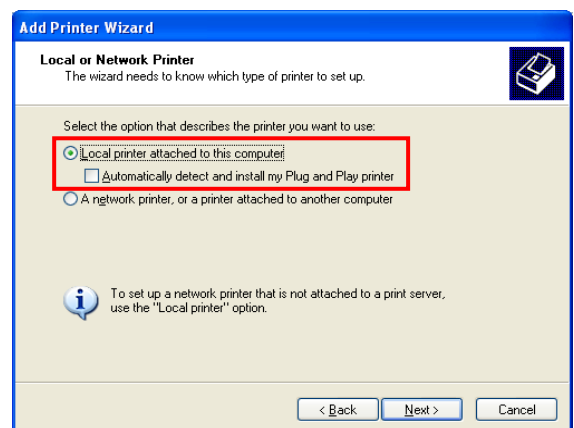 Add Printer Wizard
Local or Network Printer
The wizard needs to know which type of printer to set up.
Select the option that describes the printer you want to use:
Local printer attached to this computer
Automatically detect and install my Plug and Play printer
A network printer, or a printer attached to another computer
To set up a network printer that is not attached to a print server,
use the "Local printer" option.
< Back Next > Cancel